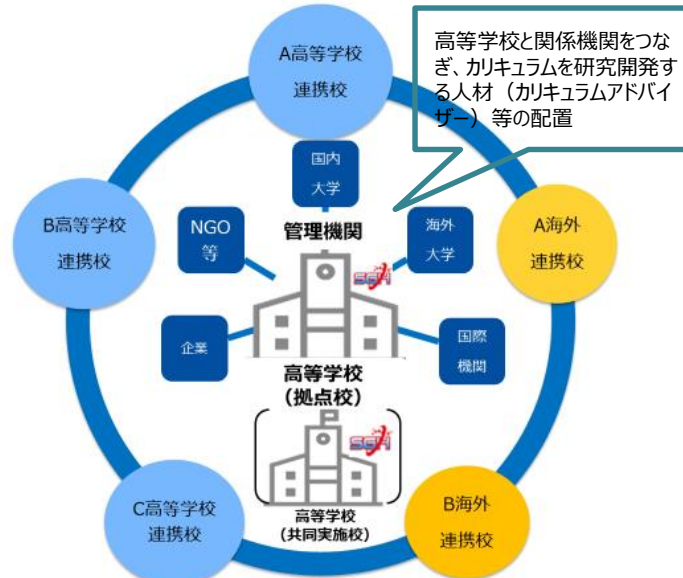 高等学校と関係機関をつな
ぎ、カリキュラムを研究開発す
る人材（カリキュラムアドバイ
ザー）等の配置
A高等学校
連携校
国内
大学
B高等学校
連携校
NGO
等
管理機関
海外
大学
A海外
連携校
SGH
企業
国際
機関
高等学校
（拠点校）
SGH
高等学校
（共同実施校）
C高等学校
連携校
B海外
連携校